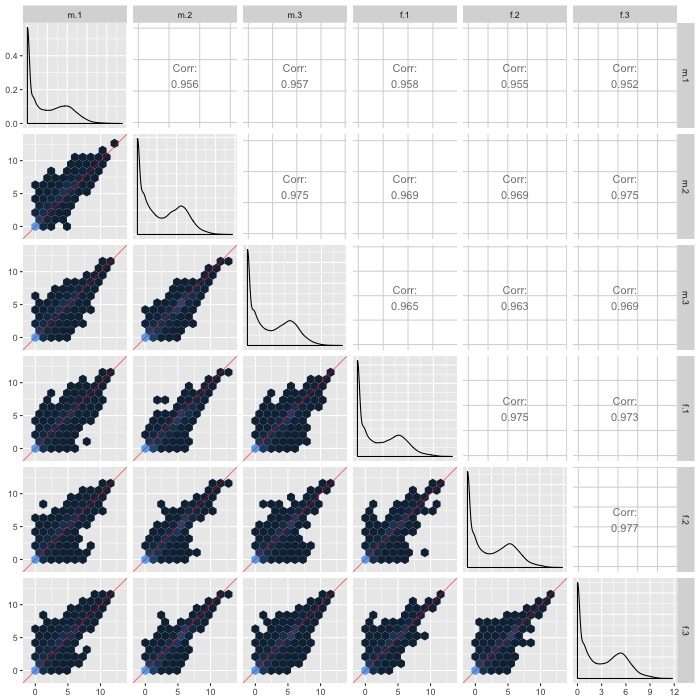 m.1 m.2 m.3 f.1 f.2 f.3
0.4
0.2
0.0
Corr:
0.956
Corr:
0.957
Corr:
0.958
Corr:
0.955
Corr:
0.952
m.1
10
5
0
Corr:
0.975
Corr:
0.969
Corr:
0.969
Corr:
0.975
m.2
10
5
0
Corr:
0.965
Corr:
0.963
Corr:
0.969
m.3
10
5
0
Corr:
0.975
Corr:
0.973
f.1
10
5
0
Corr:
0.977
f.2
10
5
0
f.3
0 5 10 0 5 10 0 5 10 0 5 10 0 5 10 0 3 6 9 12